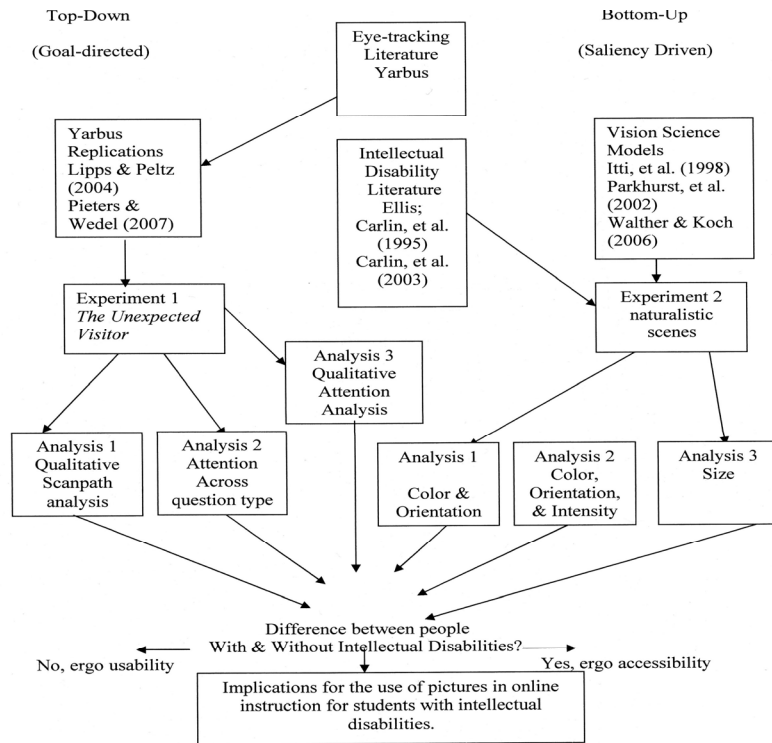 Top-Down
(Goal-directed)
Bottom-Up
(Saliency Driven)
Eye-tracking
Literature
Yarbus
Yarbus
Replications
Lipps & Peltz
(2004)
Pieters &
Wedel (2007)
Intellectual
Disability
Literature
Ellis;
Carlin, et al.
(1995)
Carlin, et al.
(2003)
Vision Science
Models
Itti, et al. (1998)
Parkhurst, et al.
(2002)
Walther & Koch
(2006)
Experiment 1
The Unexpected
Visitor
Experiment 2
naturalistic
scenes
Analysis 3
Qualitative
Attention
Analysis
Analysis 1
Qualitative
Scanpath
analysis
Analysis 2
Attention
Across
question type
Analysis 1
Color &
Orientation
Analysis 2
Color,
Orientation,
& Intensity
Analysis 3
Size
Difference between people
With & Without Intellectual Disabilities?
No, ergo usability
Yes, ergo accessibility
Implications for the use of pictures in online
instruction for students with intellectual
disabilities.